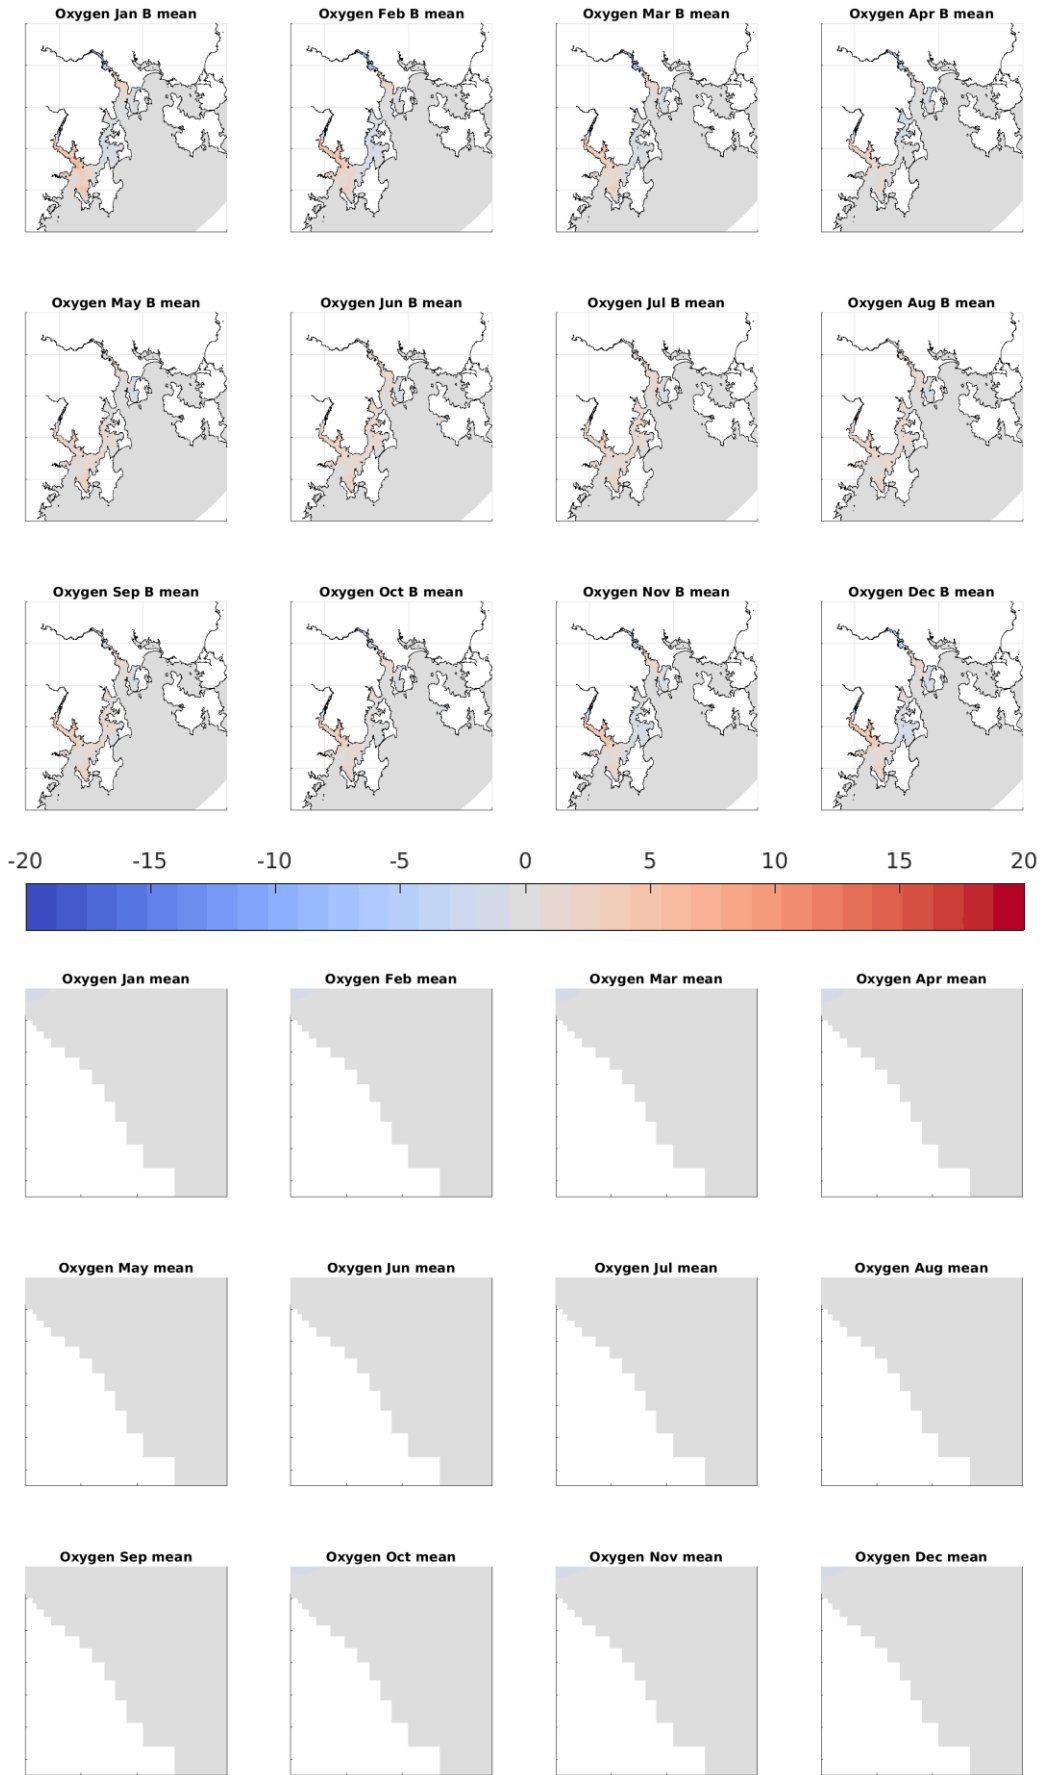 Oxygen Jan B mean Oxygen Feb B mean Oxygen Mar B mean Oxygen Apr B mean
Oxygen May B mean Oxygen Jun B mean Oxygen Jul B mean Oxygen Aug B mean
Oxygen Sep B mean Oxygen Oct B mean Oxygen Nov B mean Oxygen Dec B mean
-20 -15 -10 -5 0 5 10 15 20
Oxygen Jan mean Oxygen Feb mean Oxygen Mar mean Oxygen Apr mean
Oxygen May mean Oxygen Jun mean Oxygen Jul mean Oxygen Aug mean
Oxygen Sep mean Oxygen Oct mean Oxygen Nov mean Oxygen Dec mean